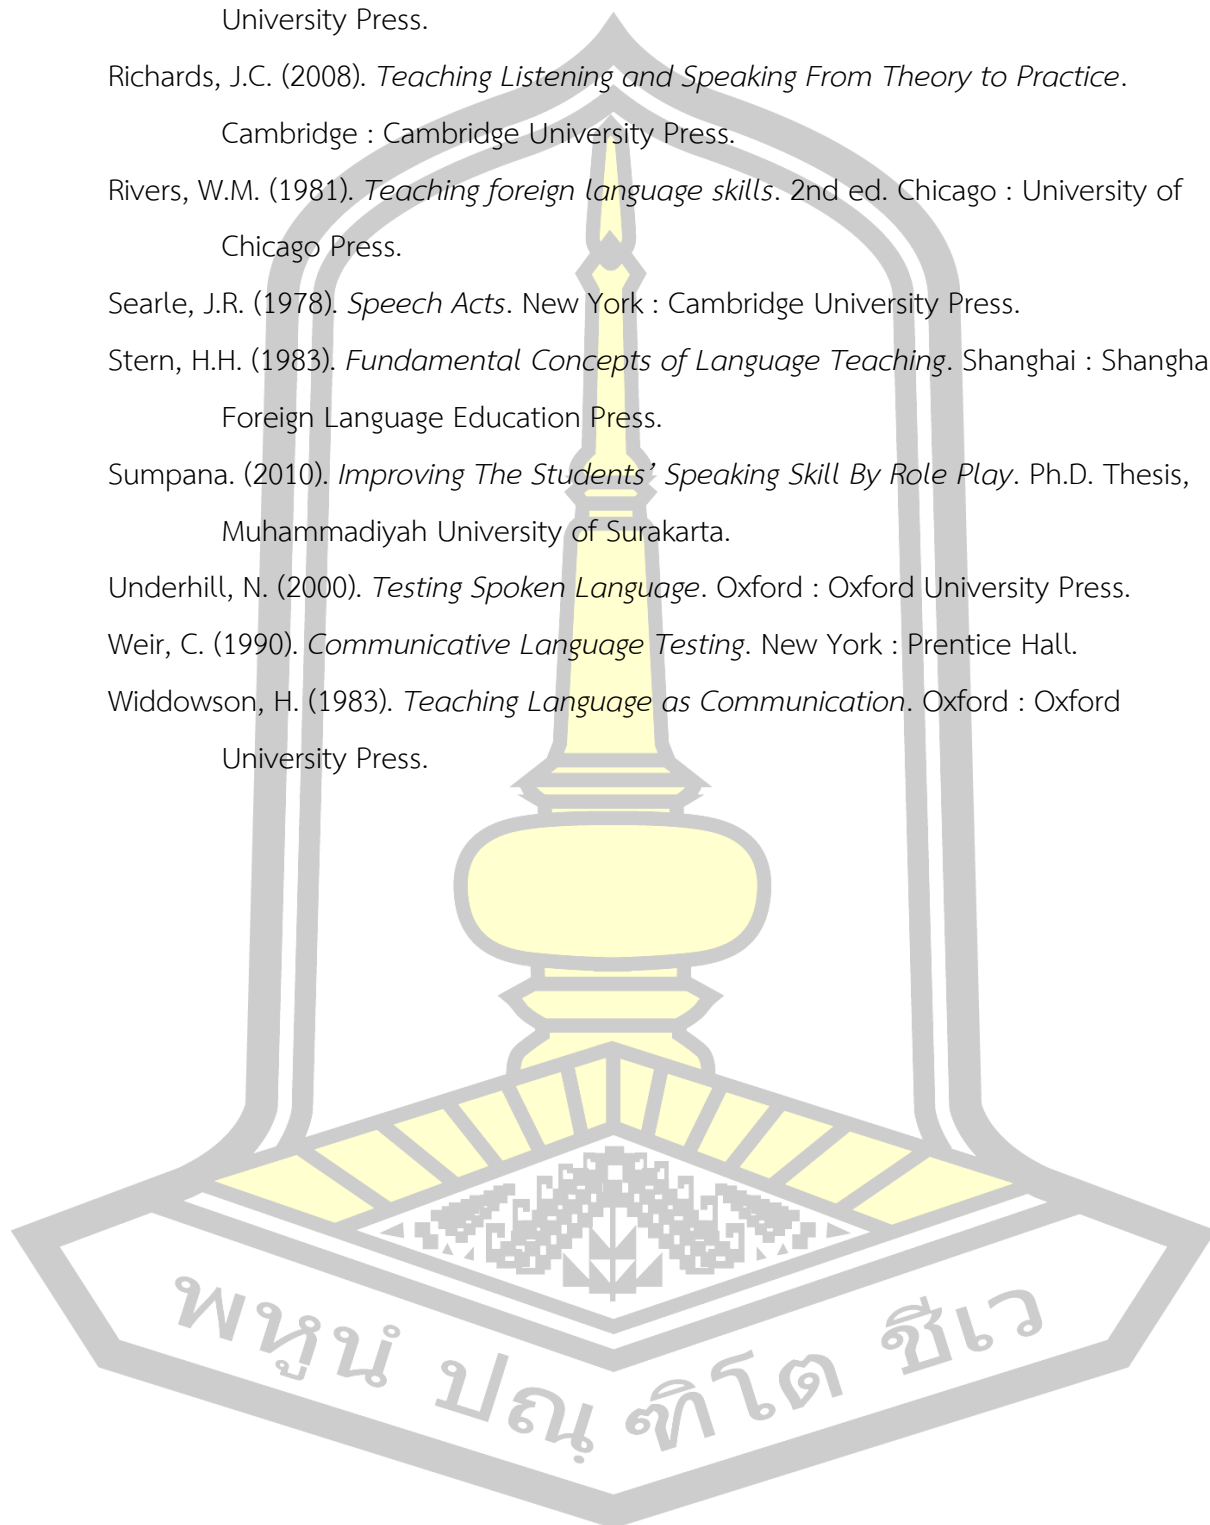 University Press.
Richards, J.C. (2008). Teaching Listening and Speaking From Theory to Practice.
Cambridge : Cambridge University Press.
Rivers, W.M. (1981). Teaching foreign language skills. 2nd ed. Chicago : University of
Chicago Press.
Searle, J.R. (1978). Speech Acts. New York : Cambridge University Press.
Stern, H.H. (1983). Fundamental Concepts of Language Teaching. Shanghai : Shangha
Foreign Language Education Press.
Sumpana. (2010). Improving The Students’ Speaking Skill By Role Play. Ph.D. Thesis,
Muhammadiyah University of Surakarta.
Underhill, N. (2000). Testing Spoken Language. Oxford : Oxford University Press.
Weir, C. (1990). Communicative Language Testing. New York : Prentice Hall.
Widdowson, H. (1983). Teaching Language as Communication. Oxford : Oxford
University Press.
พหูนํ ปณฺฑิโต ชีเว